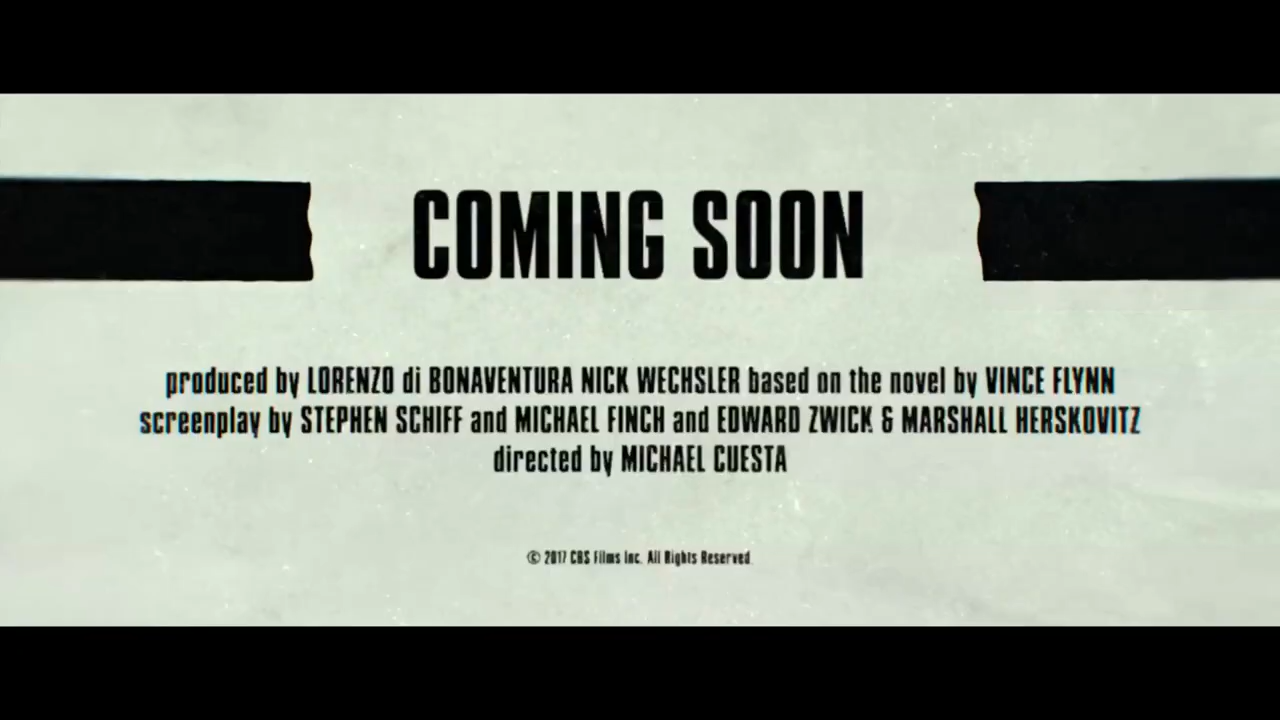 COMING SOON
produced by LORENZO di BONAVENTURA NICK WECHSLER based on the novel by VINCE FLYNN
screenplay by STEPHEN SCHIFF and MICHAEL FINCH and EDWARD ZWICK & MARSHALL HERSKOVITZ
directed by MICHAEL CUESTA
© 2017 CBS Films Inc. All Rights Reserved.